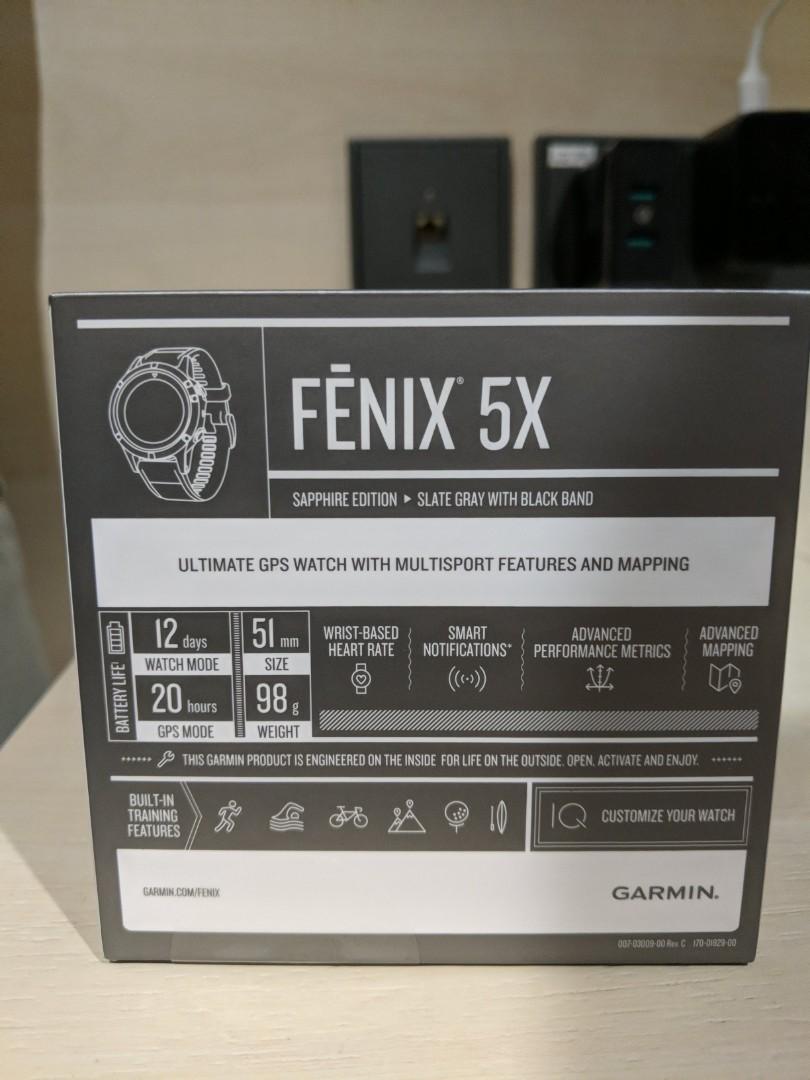 FĒNIX® 5X
SAPPHIRE EDITION ▸ SLATE GRAY WITH BLACK BAND
ULTIMATE GPS WATCH WITH MULTISPORT FEATURES AND MAPPING
BATTERY LIFE
12 days
WATCH MODE
20 hours
GPS MODE
51 mm
SIZE
98 g
WEIGHT
WRIST-BASED
HEART RATE
SMART
NOTIFICATIONS*
ADVANCED
PERFORMANCE METRICS
ADVANCED
MAPPING
THIS GARMIN PRODUCT IS ENGINEERED ON THE INSIDE FOR LIFE ON THE OUTSIDE. OPEN, ACTIVATE AND ENJOY.
BUILT-IN
TRAINING
FEATURES
IQ CUSTOMIZE YOUR WATCH
GARMIN.COM/FENIX
GARMIN.
007-03009-00 Rev. C 170-01929-00